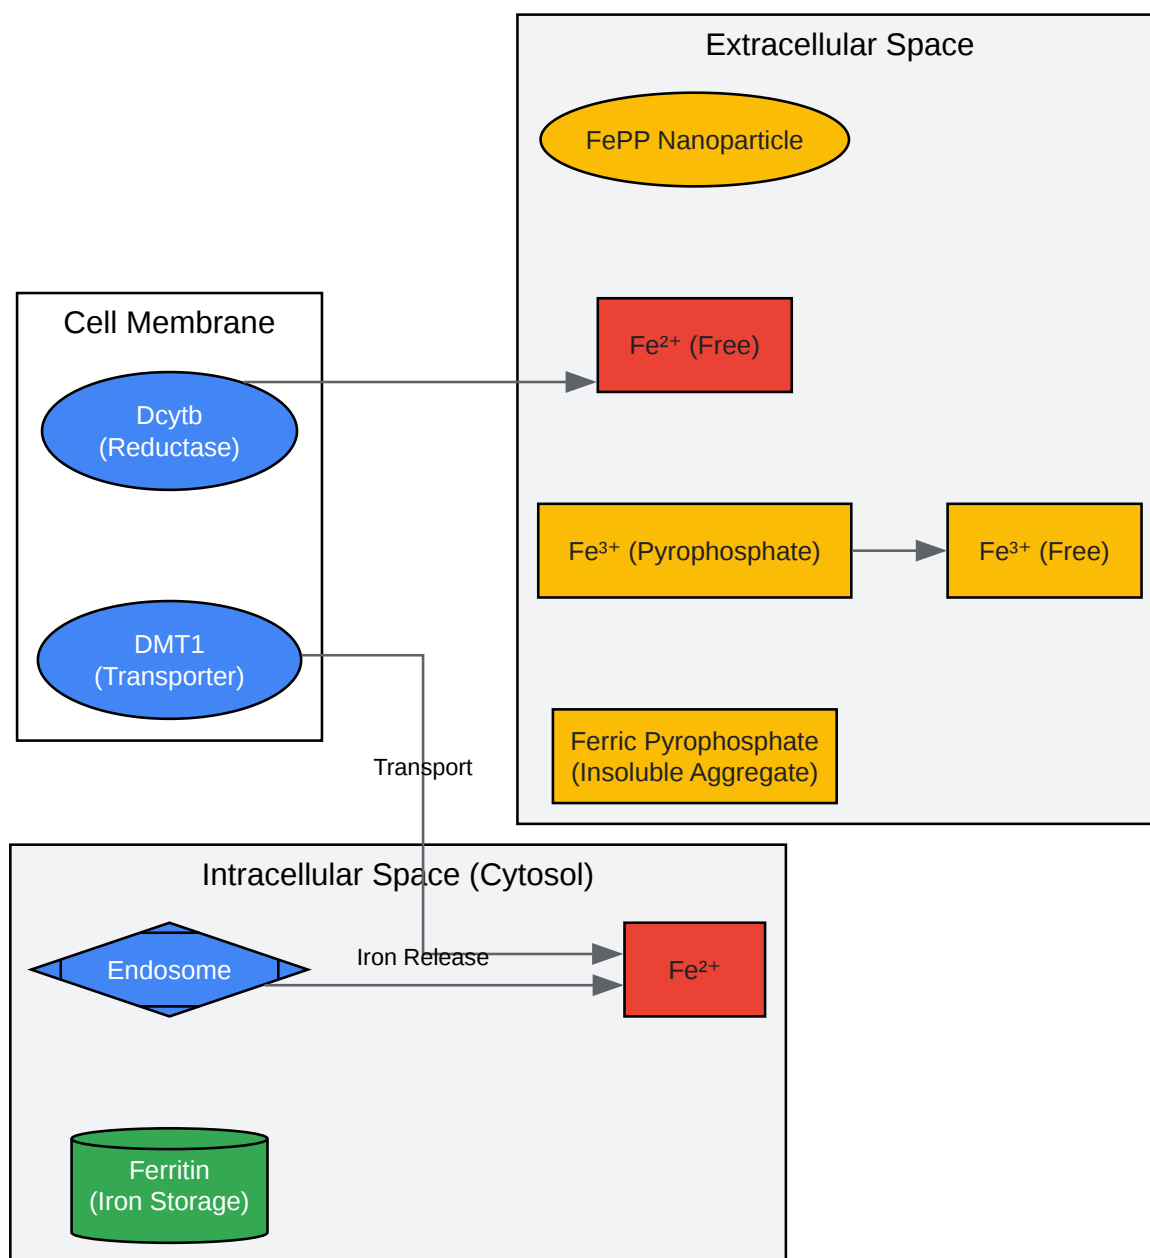 Extracellular Space
FePP Nanoparticle
Fe²⁺ (Free)
Fe³⁺ (Pyrophosphate)
Fe³⁺ (Free)
Ferric Pyrophosphate
(Insoluble Aggregate)
Cell Membrane
Dcytb
(Reductase)
DMT1
(Transporter)
Transport
Intracellular Space (Cytosol)
Endosome
Iron Release
Fe²⁺
Ferritin
(Iron Storage)